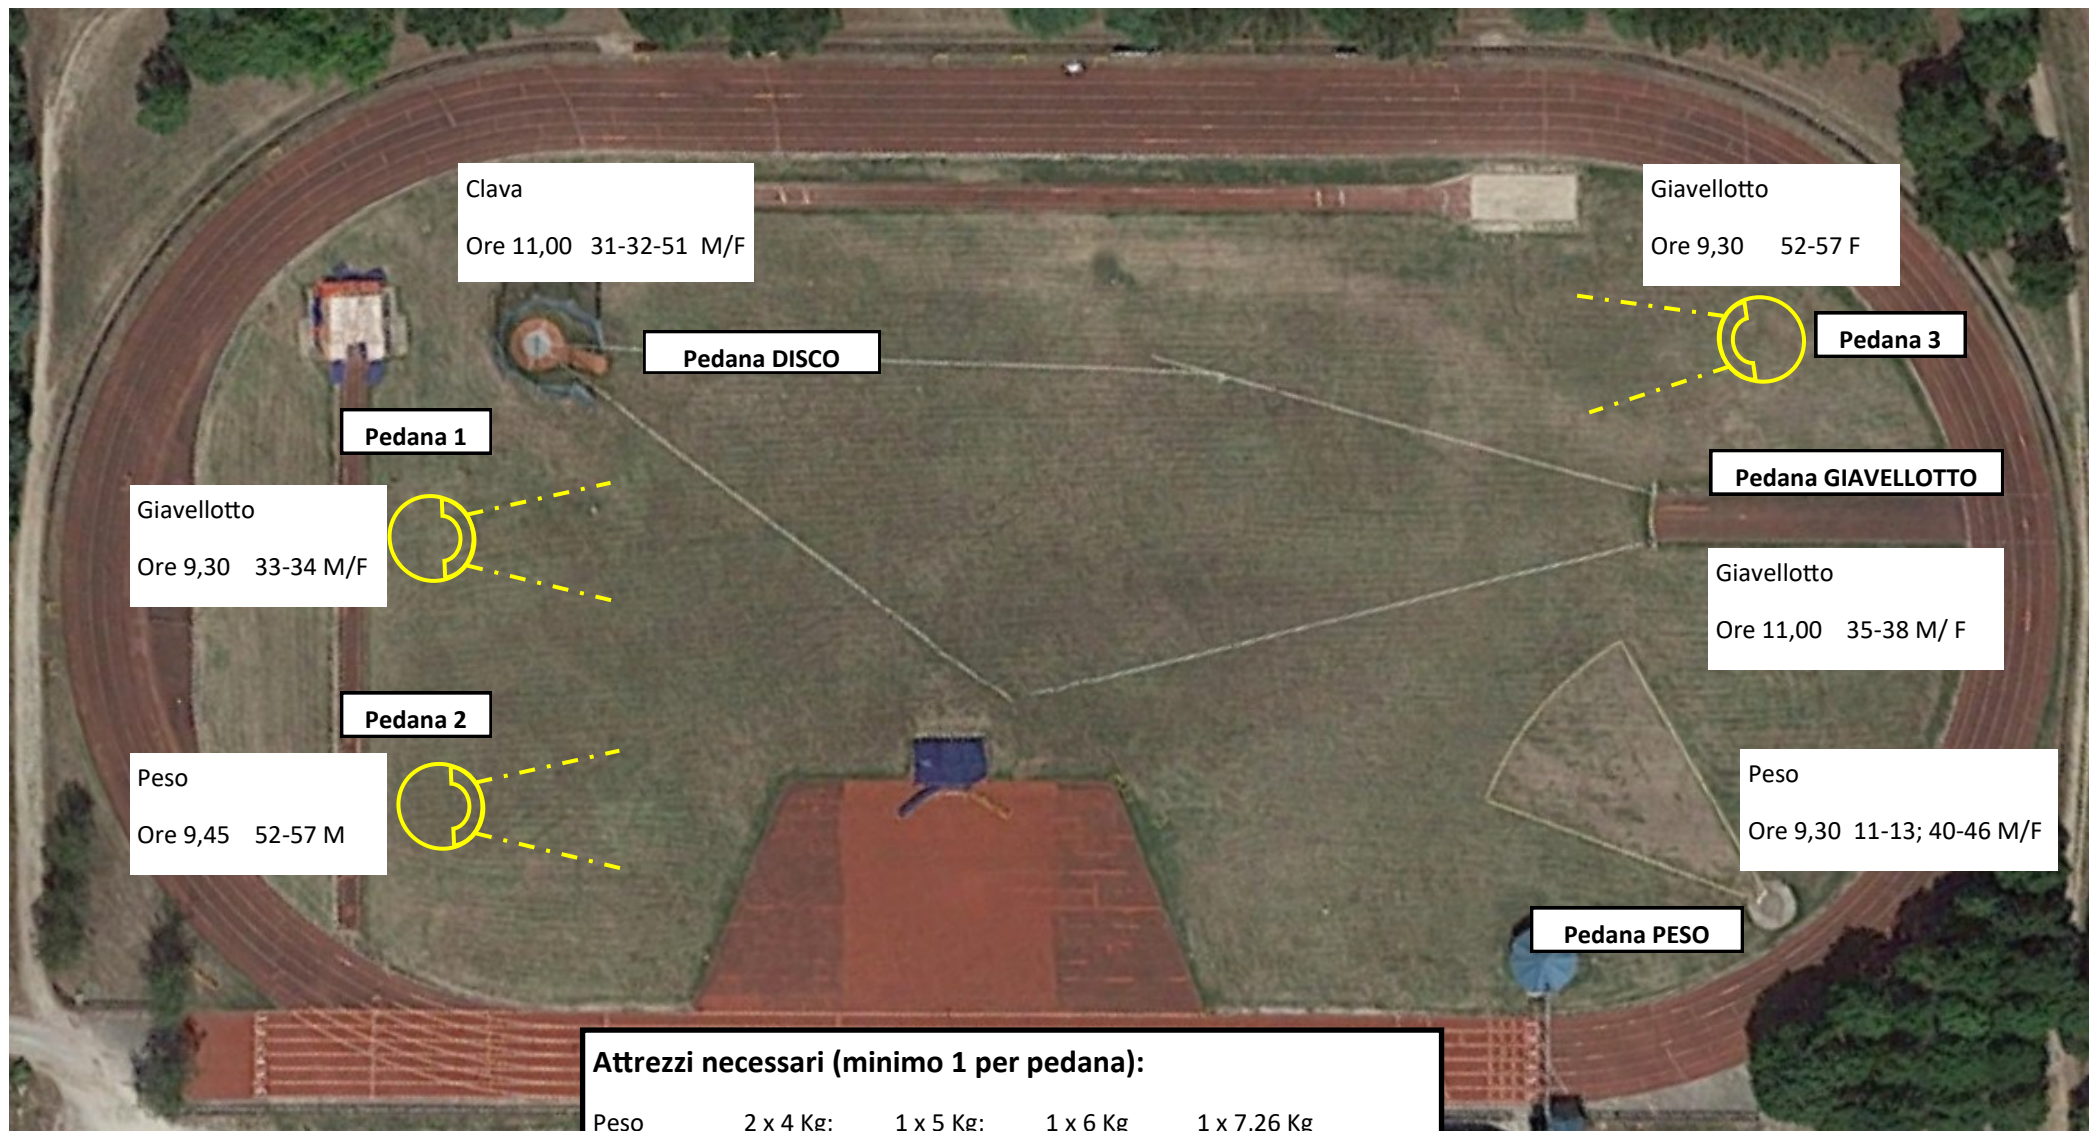 Clava
Ore 11,00 31-32-51 M/F
Giavellotto
Ore 9,30 52-57 F
Pedana DISCO
Pedana 3
Pedana 1
Pedana GIAVELLOTTO
Giavellotto
Ore 9,30 33-34 M/F
Giavellotto
Ore 11,00 35-38 M/ F
Pedana 2
Peso
Ore 9,45 52-57 M
Peso
Ore 9,30 11-13; 40-46 M/F
Pedana PESO
Attrezzi necessari (minimo 1 per pedana):
Peso 2 x 4 Kg; 1 x 5 Kg; 1 x 6 Kg 1 x 7,26 Kg